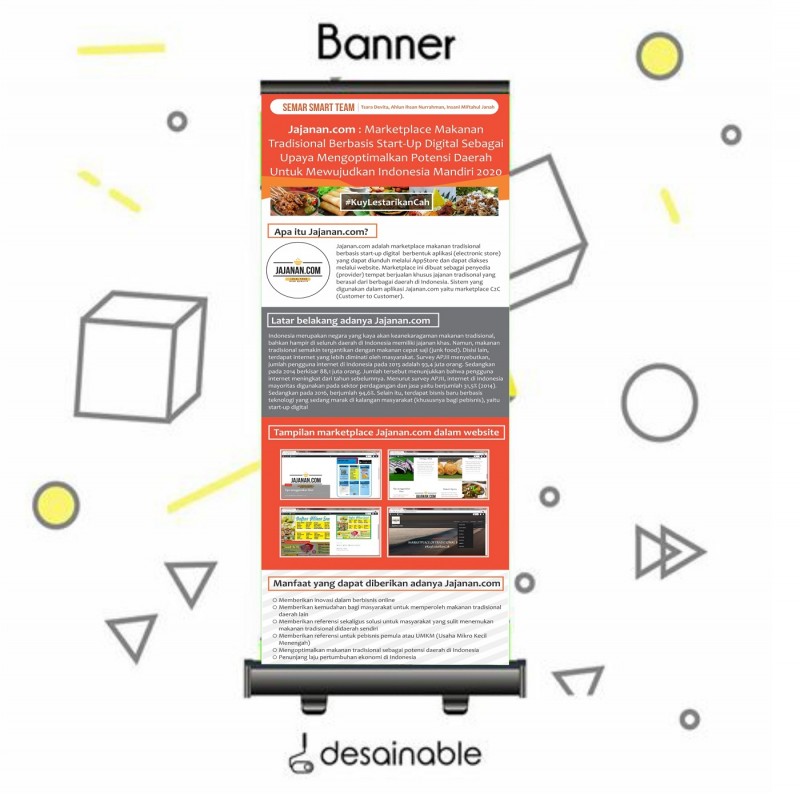 Banner
SEMAR SMART TEAM | Tiara Devita, Ahlan Ihsan Nurrohman, Insani Miftahul Janah
Jajanan.com : Marketplace Makanan
Tradisional Berbasis Start-Up Digital Sebagai
Upaya Mengoptimalkan Potensi Daerah
Untuk Mewujudkan Indonesia Mandiri 2020
#KuyLestarikanCah
Apa itu Jajanan.com?
JAJANAN.COM
Jajanan.com adalah marketplace makanan tradisional
berbasis start-up digital berbentuk aplikasi (electronic store)
yang dapat diunduh melalui AppStore dan dapat diakses
melalui website. Marketplace ini dibuat sebagai penyedia
(provider) tempat berjualan khusus jajanan tradisonal yang
berasal dari berbagai daerah di Indonesia. Sistem yang
digunakan dalam aplikasi Jajanan.com yaitu marketplace C2C
(Customer to Customer).
Latar belakang adanya Jajanan.com
Indonesia merupakan negara yang kaya akan keanekaragaman makanan tradisional,
bahkan hampir di seluruh daerah di Indonesia memiliki jajanan khas. Namun, makanan
tradisional semakin tergantikan dengan makanan cepat saji (junk food). Disisi lain,
terdapat internet yang lebih diminati oleh masyarakat. Survey APJII menyebutkan,
jumlah pengguna internet di Indonesia pada 2015 adalah 93,4 juta orang. Sedangkan
pada 2014 berkisar 88,1 juta orang. Jumlah tersebut menunjukkan bahwa pengguna
internet meningkat dari tahun sebelumnya. Menurut survey APJII, internet di Indonesia
mayoritas digunakan pada sektor perdagangan dan jasa yaitu berjumlah 31,5% (2014).
Sedangkan pada 2016, berjumlah 94,6%. Selain itu, terdapat bisnis baru berbasis
teknologi yang sedang marak di kalangan masyarakat (khususnya bagi pebisnis), yaitu
start-up digital
Tampilan marketplace Jajanan.com dalam website
JAJANAN.COM
JAJANAN.COM
Manfaat yang dapat diberikan adanya Jajanan.com
Memberikan inovasi dalam berbisnis online
Memberikan kemudahan bagi masyarakat untuk memperoleh makanan tradisional
daerah lain
Memberikan referensi sekaligus solusi untuk masyarakat yang sulit menemukan
makanan tradisional didaerah sendiri
Memberikan referensi untuk pebisnis pemula atau UMKM (Usaha Mikro Kecil
Menengah)
Mengoptimalkan makanan tradisional sebagai potensi daerah di Indonesia
Penunjang laju pertumbuhan ekonomi di Indonesia
desainable